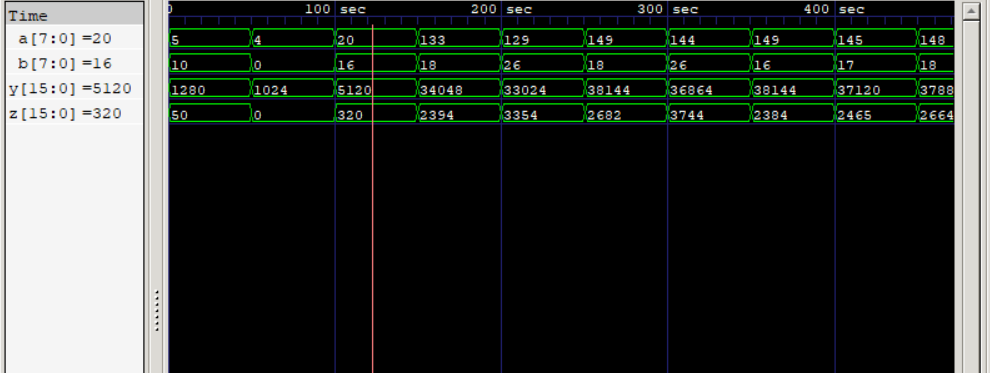 100 sec 200 sec 300 sec 400 sec
Time
a[7:0] =20 5 4 20 133 129 149 144 149 145 148
b[7:0] =16 10 0 16 18 26 18 26 16 17 18
y[15:0] =5120 1280 1024 5120 34048 33024 38144 36864 38144 37120 3788
z[15:0] =320 50 0 320 2394 3354 2682 3744 2384 2465 2664